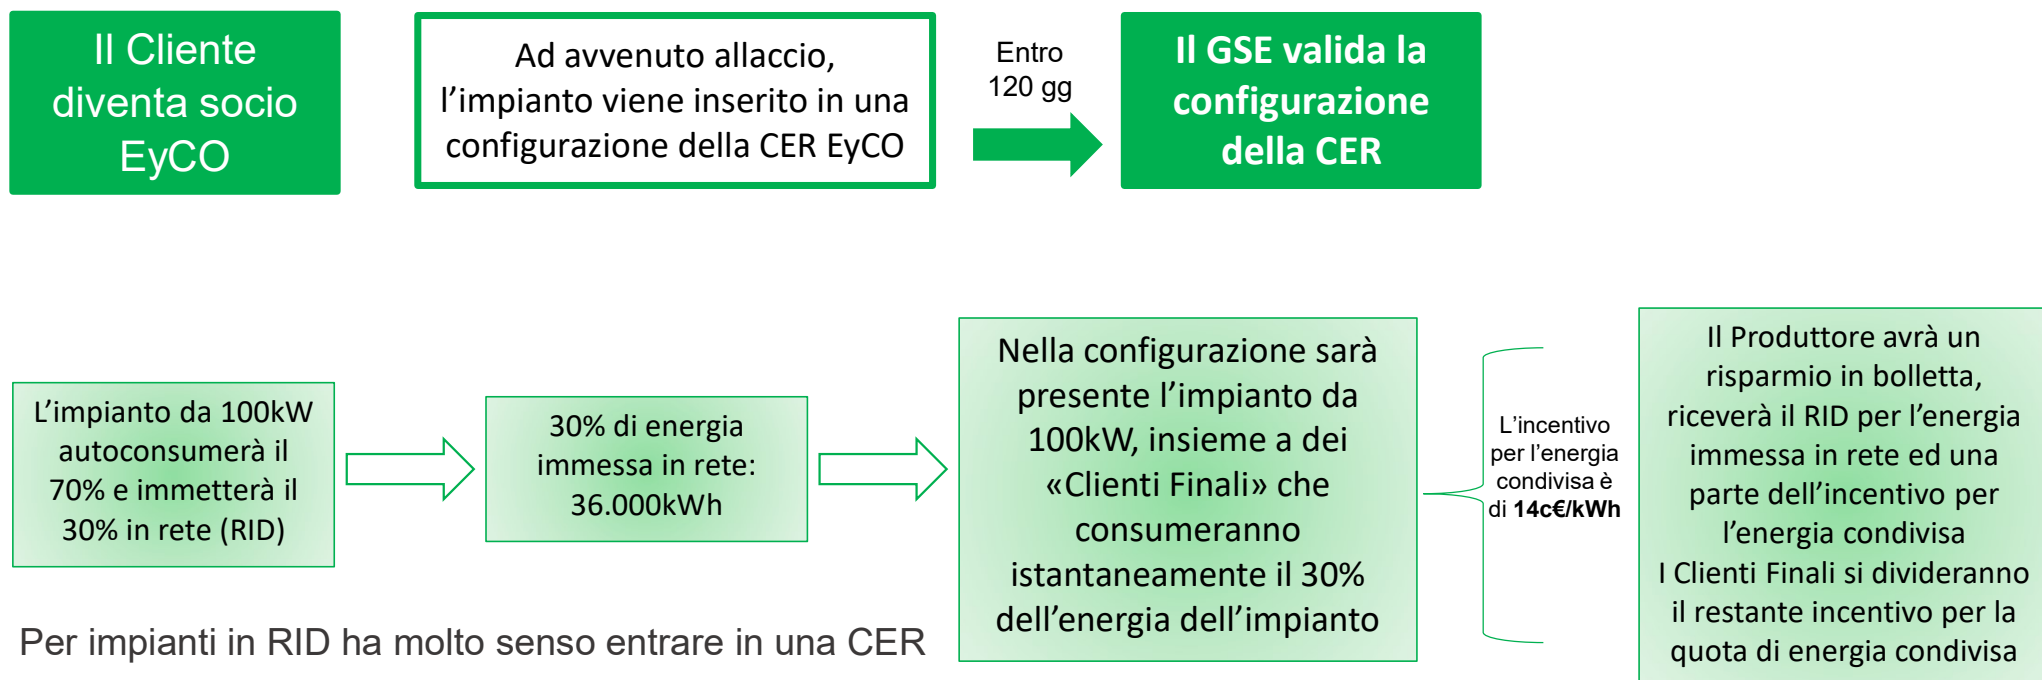 Il Cliente
diventa socio
EyCO
Ad avvenuto allaccio,
l’impianto viene inserito in una
configurazione della CER EyCO
Entro
120 gg
Il GSE valida la
configurazione
della CER
L’impianto da 100kW
autoconsumerà il
70% e immetterà il
30% in rete (RID)
30% di energia
immessa in rete:
36.000kWh
Nella configurazione sarà
presente l’impianto da
100kW, insieme a dei
«Clienti Finali» che
consumeranno
istantaneamente il 30%
dell’energia dell’impianto
L’incentivo
per l’energia
condivisa è
di 14c€/kWh
Il Produttore avrà un
risparmio in bolletta,
riceverà il RID per l’energia
immessa in rete ed una
parte dell’incentivo per
l’energia condivisa
I Clienti Finali si divideranno
il restante incentivo per la
quota di energia condivisa
Per impianti in RID ha molto senso entrare in una CER